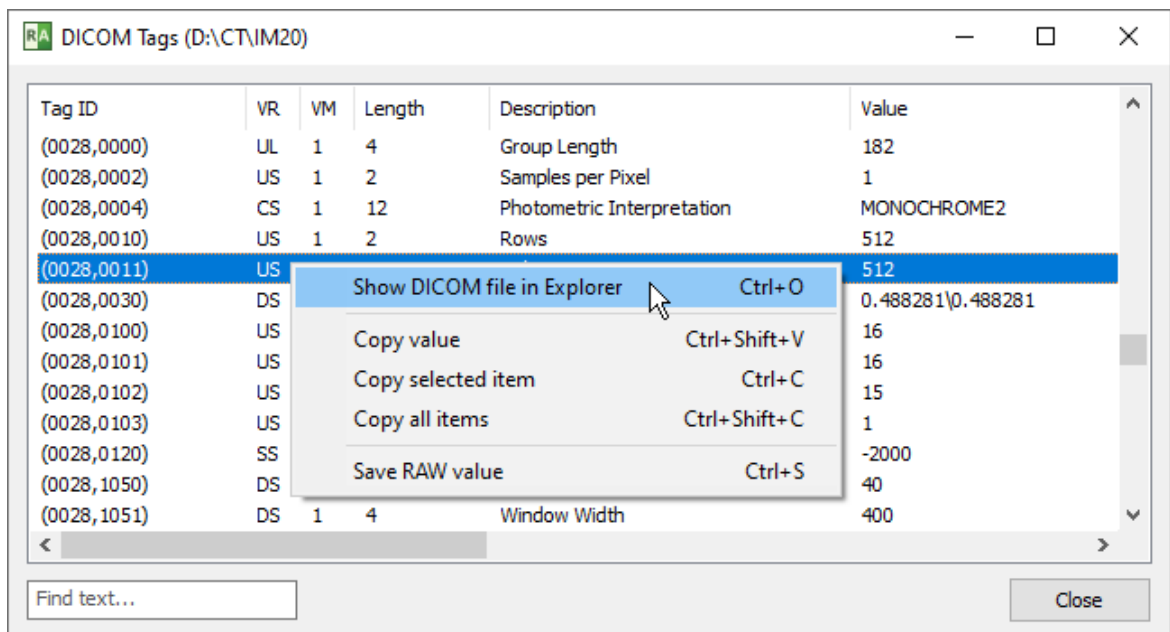 RA DICOM Tags (D:\CT\IM20)
Tag ID VR VM Length Description Value
(0028,0000) UL 1 4 Group Length 182
(0028,0002) US 1 2 Samples per Pixel 1
(0028,0004) CS 1 12 Photometric Interpretation MONOCHROME2
(0028,0010) US 1 2 Rows 512
(0028,0011) US 512
Show DICOM file in Explorer Ctrl+O
(0028,0030) DS 0.488281\0.488281
(0028,0100) US 16
Copy value Ctrl+Shift+V
(0028,0101) US 16
Copy selected item Ctrl+C
(0028,0102) US 15
Copy all items Ctrl+Shift+C
(0028,0103) US 1
(0028,0120) SS -2000
Save RAW value Ctrl+S
(0028,1050) DS 40
(0028,1051) DS 1 4 Window Width 400
Find text... Close